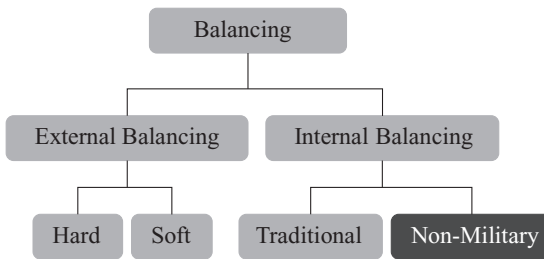 Balancing
External Balancing
Internal Balancing
Hard
Soft
Traditional
Non-Military